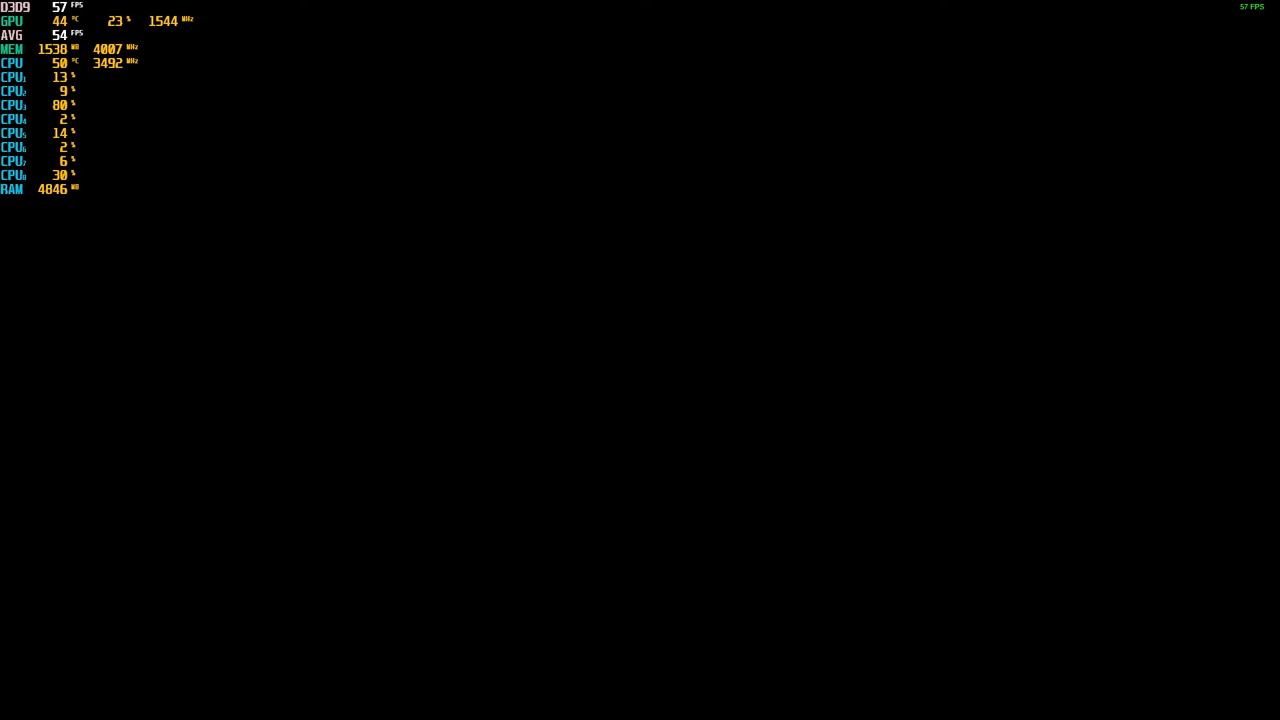 D3D9 57 FPS 57 FPS
GPU 44 °C 23 % 1544 MHz
AVG 54 FPS
MEM 1538 MB 4007 MHz
CPU 50 °C 3492 MHz
CPU1 13 %
CPU2 9 %
CPU3 80 %
CPU4 2 %
CPU5 14 %
CPU6 2 %
CPU7 6 %
CPU8 30 %
RAM 4846 MB